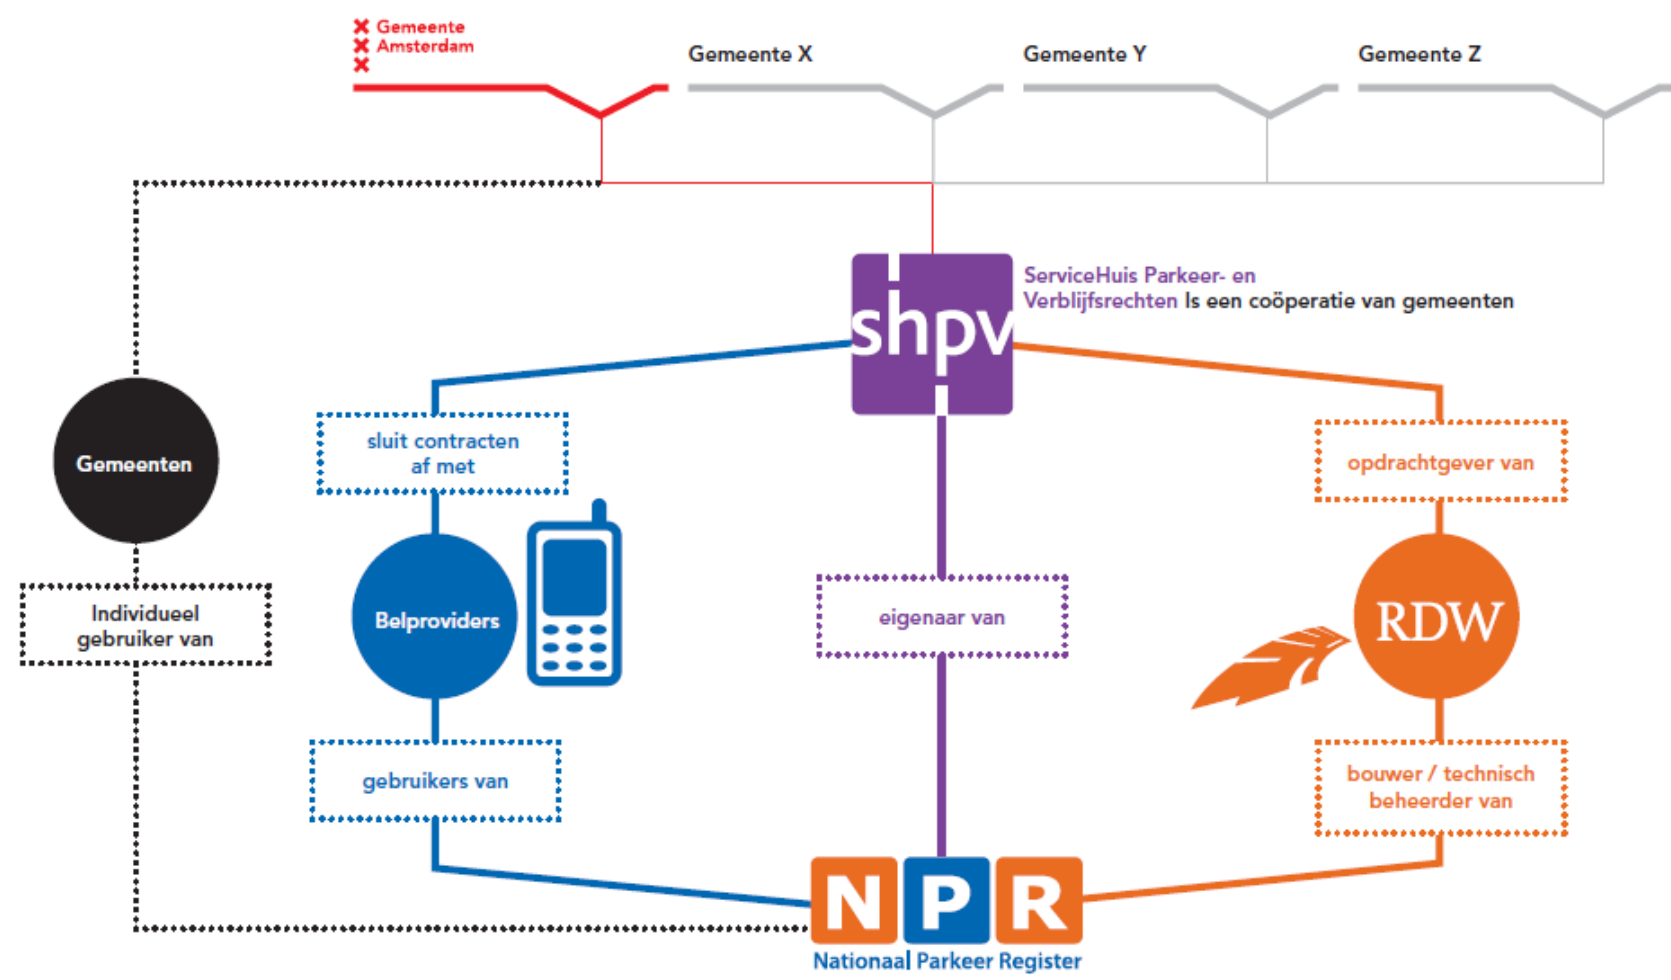 Gemeente
Amsterdam
Gemeente X
Gemeente Y
Gemeente Z
shpv
ServiceHuis Parkeer- en
Verblijfsrechten Is een coöperatie van gemeenten
sluit contracten
af met
opdrachtgever van
Gemeenten
Individueel
gebruiker van
Belproviders
eigenaar van
RDW
gebruikers van
bouwer / technisch
beheerder van
NPR
Nationaal Parkeer Register